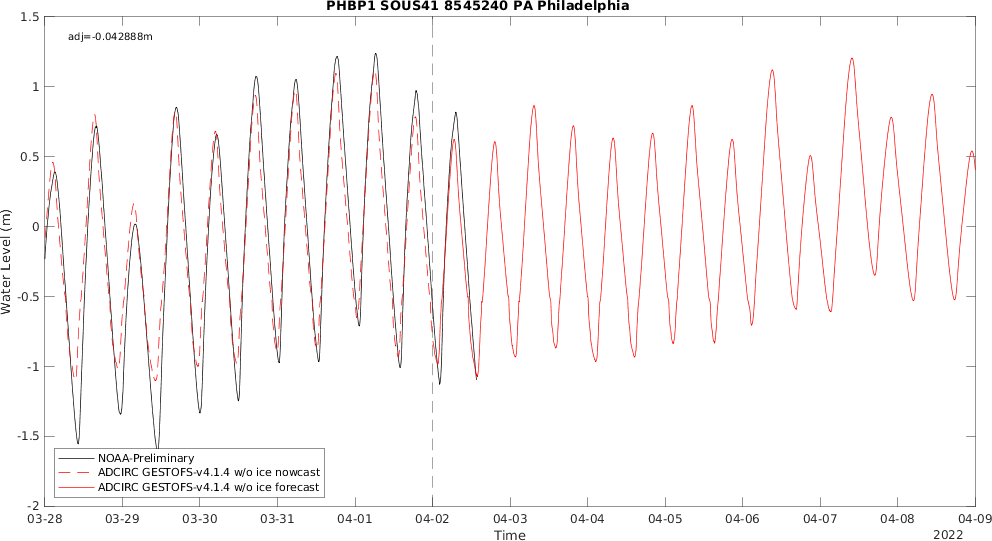 PHBP1 SOUS41 8545240 PA Philadelphia
adj=-0.042888m
1.5
1
0.5
0
-0.5
-1
-1.5
-2
Water Level (m)
NOAA-Preliminary
ADCIRC GESTOFS-v4.1.4 w/o ice nowcast
ADCIRC GESTOFS-v4.1.4 w/o ice forecast
03-28 03-29 03-30 03-31 04-01 04-02 04-03 04-04 04-05 04-06 04-07 04-08 04-09
Time
2022